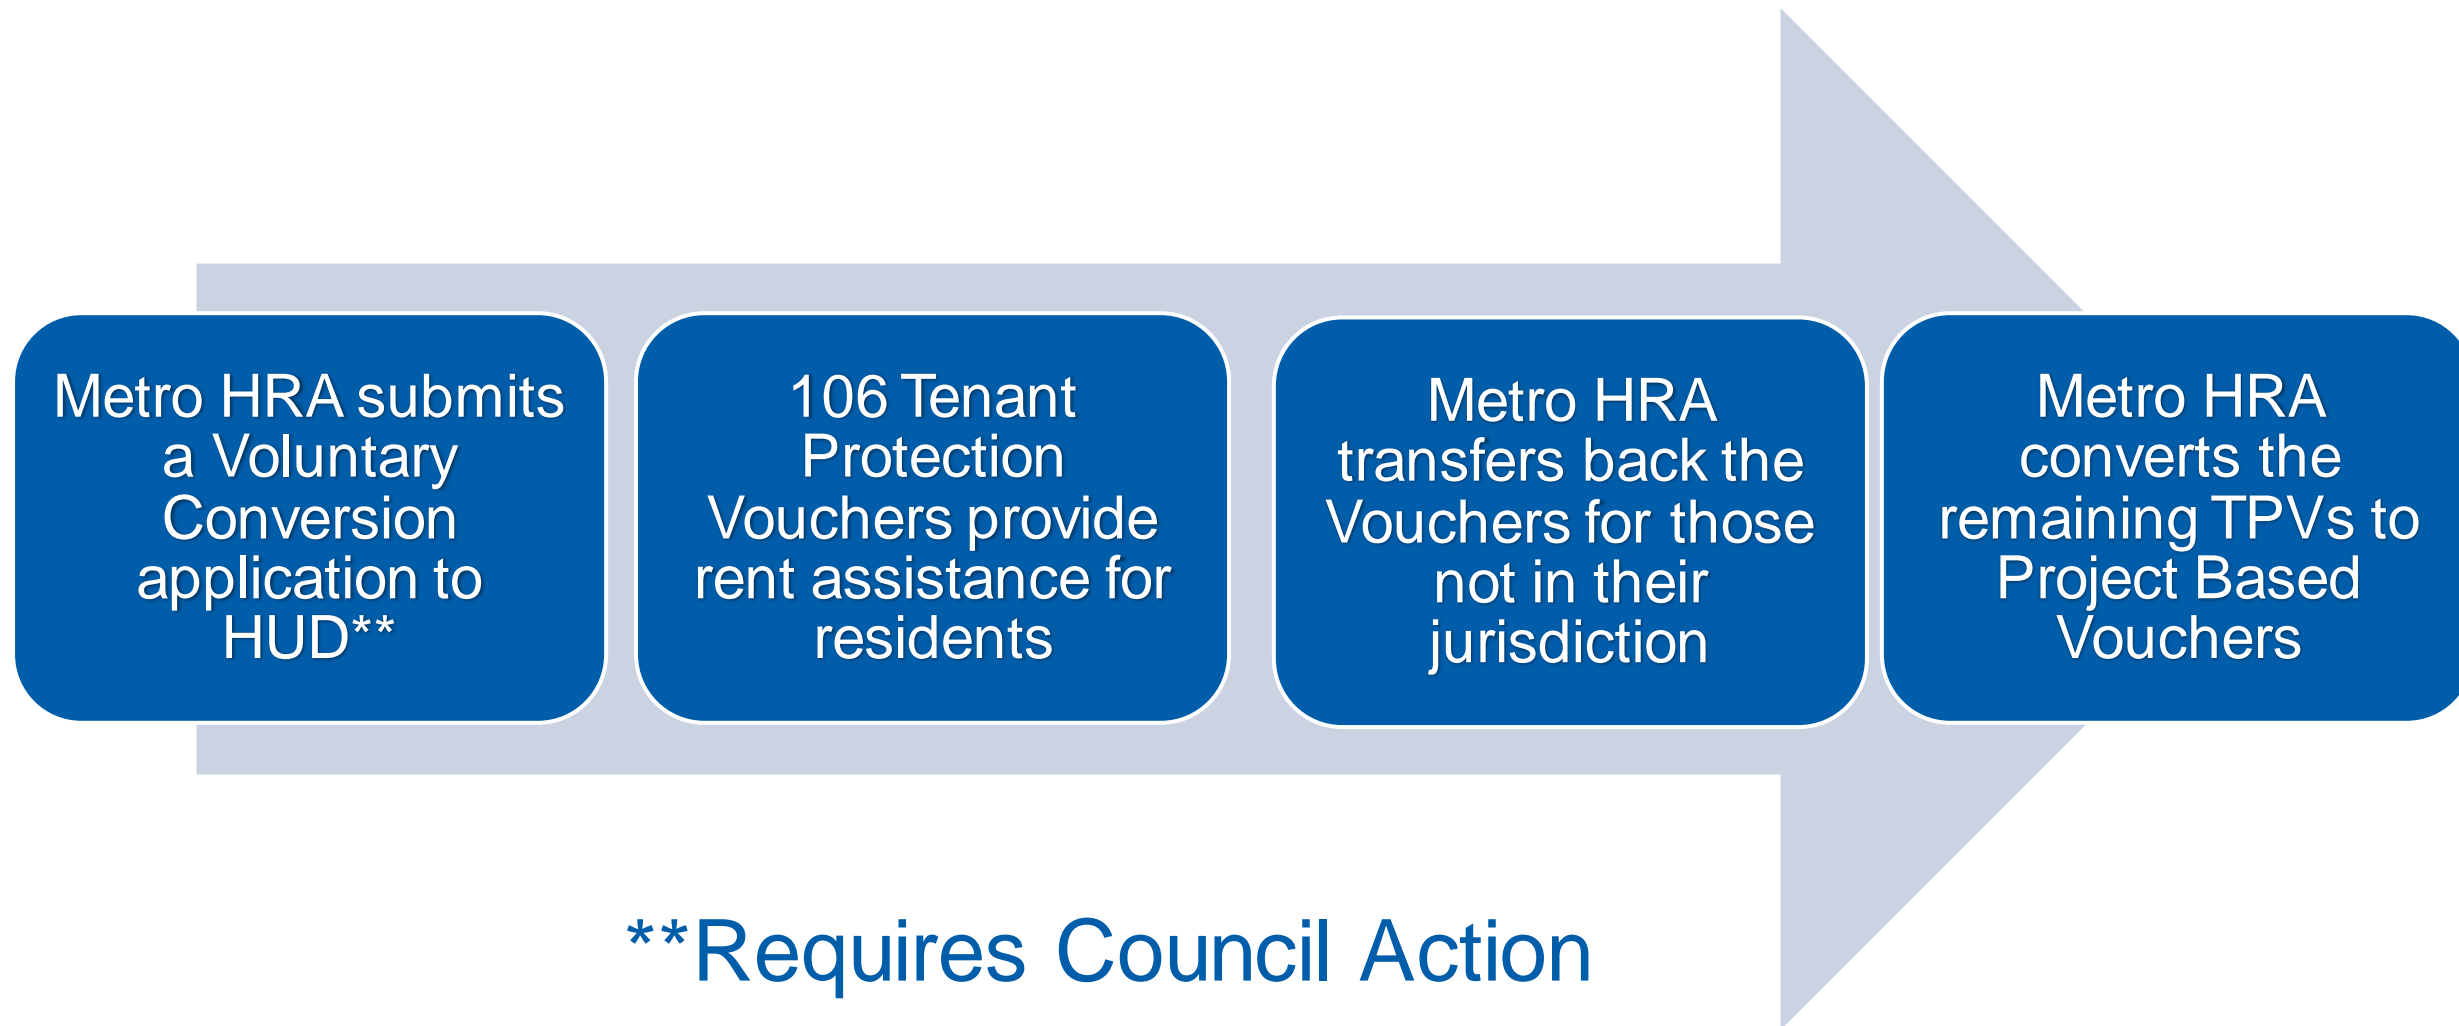 Metro HRA submits
a Voluntary
Conversion
application to
HUD**
106 Tenant
Protection
Vouchers provide
rent assistance for
residents
Metro HRA
transfers back the
Vouchers for those
not in their
jurisdiction
Metro HRA
converts the
remaining TPVs to
Project Based
Vouchers
**Requires Council Action